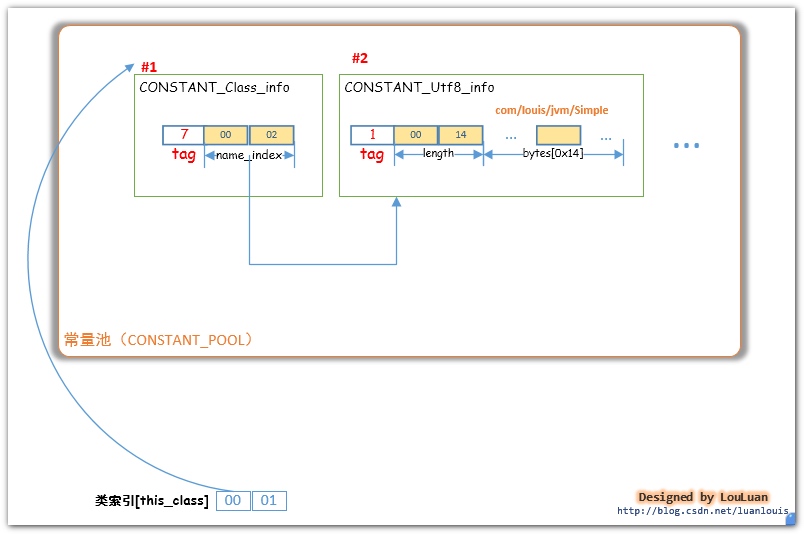 #1
#2
CONSTANT_Class_info
CONSTANT_Utf8_info
com/louis/jvm/Simple
7 00 02
1 00 14 ... ...
tag name_index
tag length bytes[0x14]
...
常量池（CONSTANT_POOL）
类索引[this_class] 00 01
Designed by LouLuan
http://blog.csdn.net/luanlouis